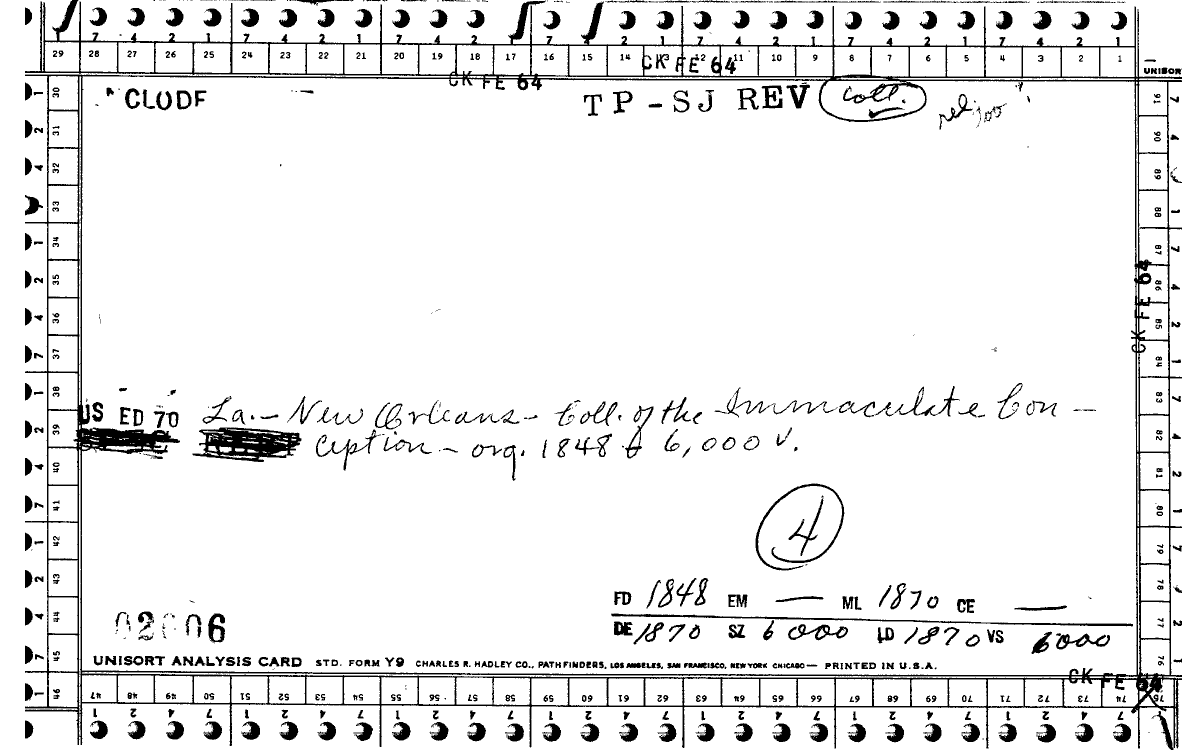 7 4 2 1 7 4 2 1 7 4 2 1 7 4 2 1 7 4 2 1 7 4 2 1 7 4 2 1
29 28 27 26 25 24 23 22 21 20 19 18 17 16 15 14 13 12 11 10 9 8 7 6 5 4 3 2 1
CK FE 64
CK FE 64
UNISORT
CLODF TP - SJ REV Coll.
US ED 70 La. — New Orleans — Coll. of the Immaculate Con —
ception — org. 1848 6,000 v.
4
FD 1848 EM — ML 1870 CE —
DE 1870 SZ 6000 LD 1870 VS 6000
UNISORT ANALYSIS CARD STD. FORM Y9 CHARLES R. HADLEY CO., PATHFINDERS, LOS ANGELES, SAN FRANCISCO, NEW YORK CHICAGO — PRINTED IN U.S.A.
CK FE 64
CK FE 64
30 31 32 33 34 35 36 37 38 39 40 41 42 43 44 45 46
91 90 89 88 87 86 85 84 83 82 81 80 79 78 77 76 75
47 48 49 50 51 52 53 54 55 56 57 58 59 60 61 62 63 64 65 66 67 68 69 70 71 72 73 74
1 2 4 7 1 2 4 7 1 2 4 7 1 2 4 7 1 2 4 7 1 2 4 7 1 2 4 7